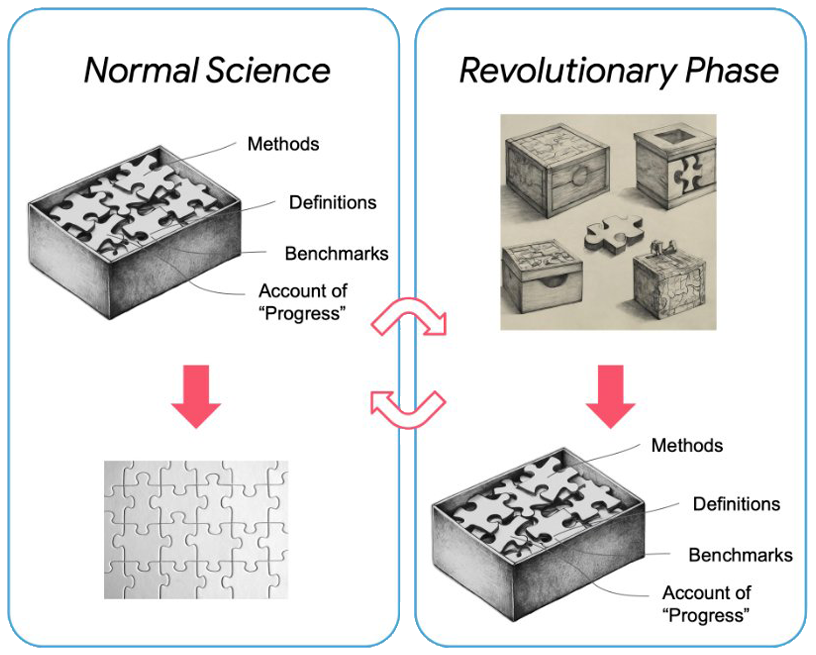 Normal Science
Methods
Definitions
Benchmarks
Account of
“Progress”
Revolutionary Phase
Methods
Definitions
Benchmarks
Account of
“Progress”